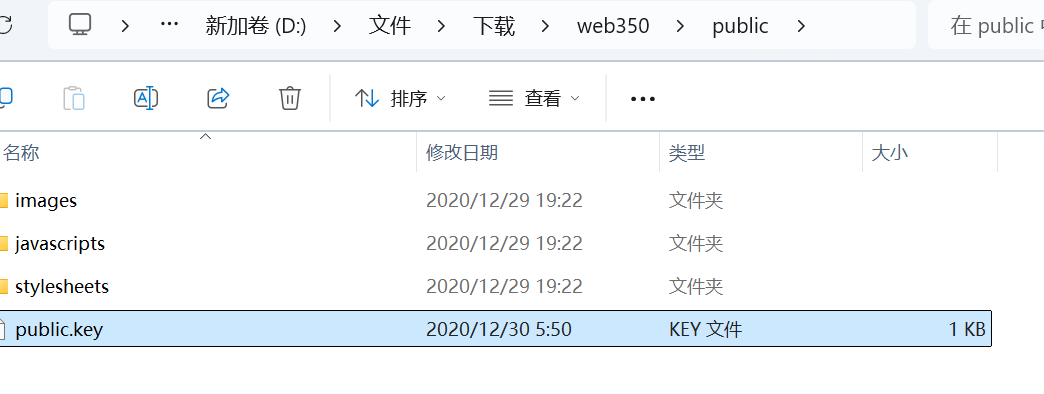 新加卷 (D:) 文件 下载 web350 public 在 public
排序 查看
名称 修改日期 类型 大小
images 2020/12/29 19:22 文件夹
javascripts 2020/12/29 19:22 文件夹
stylesheets 2020/12/29 19:22 文件夹
public.key 2020/12/30 5:50 KEY 文件 1 KB